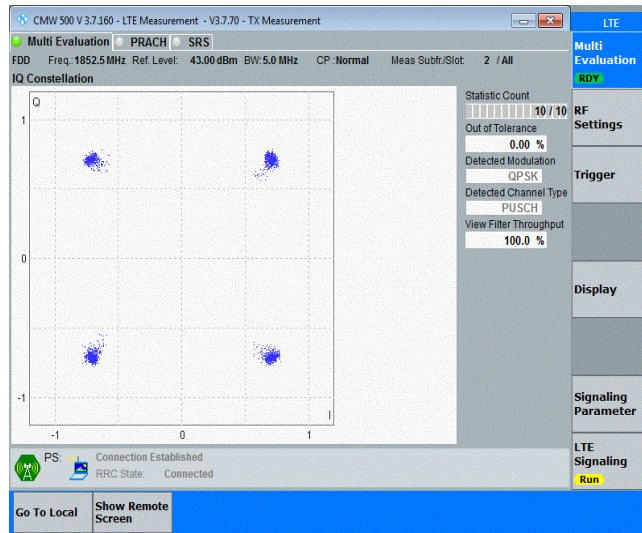 CMW 500 V 3.7.160 - LTE Measurement - V3.7.70 - TX Measurement
LTE
Multi Evaluation PRACH SRS
FDD Freq.: 1852.5 MHz Ref. Level: 43.00 dBm BW: 5.0 MHz CP : Normal Meas Subfr./Slot: 2 / All
IQ Constellation
Q
1
0
-1
-1 0 1
I
Statistic Count
10 / 10
Out of Tolerance
0.00 %
Detected Modulation
QPSK
Detected Channel Type
PUSCH
View Filter Throughput
100.0 %
Multi
Evaluation
RDY
RF
Settings
Trigger
Display
Signaling
Parameter
LTE
Signaling
Run
PS: Connection Established
RRC State: Connected
Go To Local
Show Remote
Screen